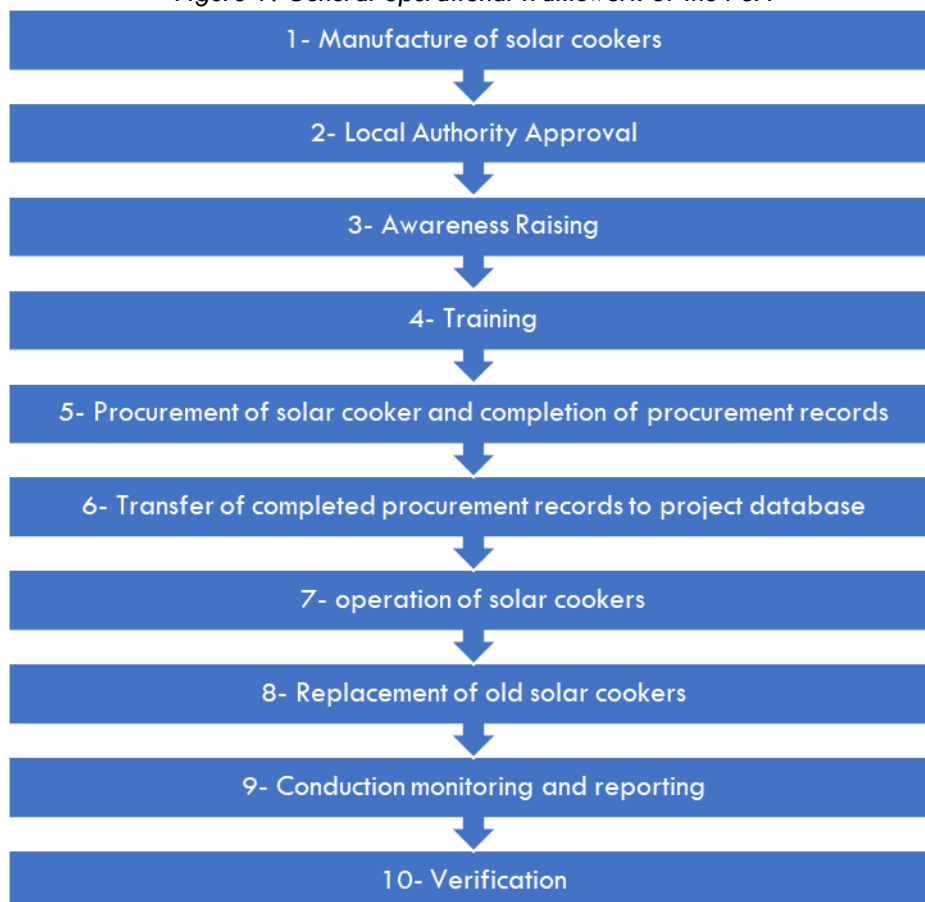 1- Manufacture of solar cookers
2- Local Authority Approval
3- Awareness Raising
4- Training
5- Procurement of solar cooker and completion of procurement records
6- Transfer of completed procurement records to project database
7- operation of solar cookers
8- Replacement of old solar cookers
9- Conduction monitoring and reporting
10- Verification